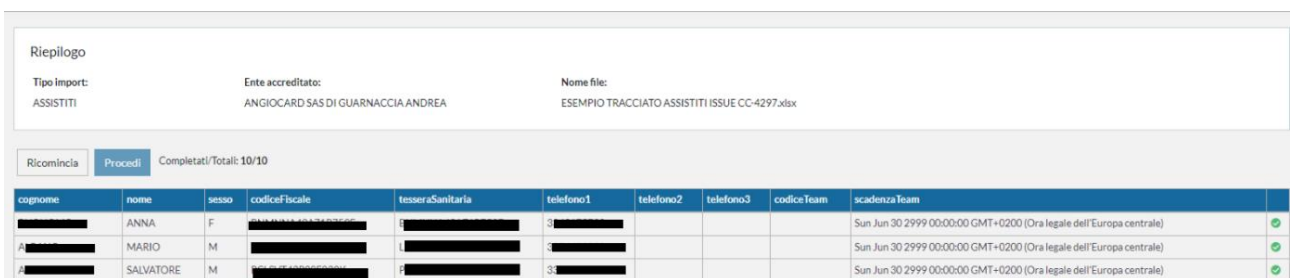 Riepilogo
Tipo import: Ente accreditato: Nome file:
ASSISTITI ANGIOCARD SAS DI GUARNACCIA ANDREA ESEMPIO TRACCIATO ASSISTITI ISSUE CC-4297.xlsx
Ricomincia Procedi Completati/Totali: 10/10
cognome nome sesso codiceFiscale tesseraSanitaria telefono1 telefono2 telefono3 codiceTeam scadenzaTeam
ANNA F Sun Jun 30 2999 00:00:00 GMT+0200 (Ora legale dell'Europa centrale)
MARIO M Sun Jun 30 2999 00:00:00 GMT+0200 (Ora legale dell'Europa centrale)
SALVATORE M Sun Jun 30 2999 00:00:00 GMT+0200 (Ora legale dell'Europa centrale)